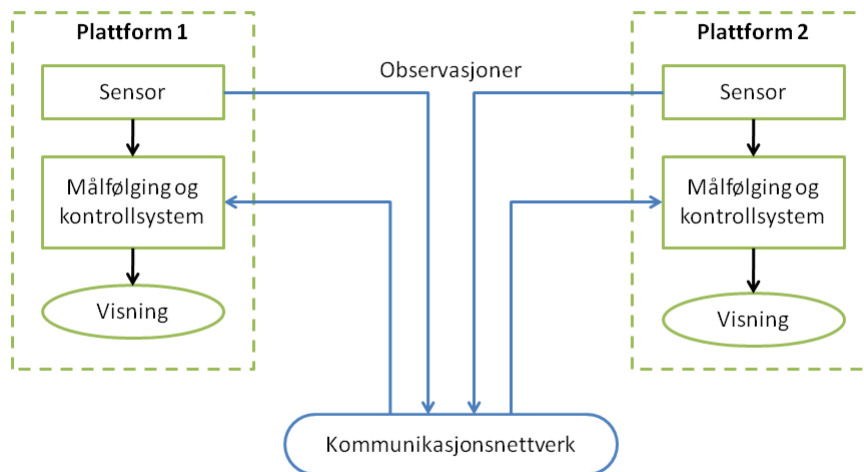 Plattform 1
Sensor
Målfølging og
kontrollsystem
Visning
Observasjoner
Plattform 2
Sensor
Målfølging og
kontrollsystem
Visning
Kommunikasjonsnettverk